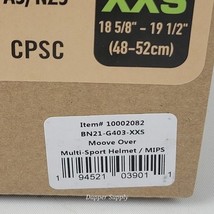 XXS
18 5/8" - 19 1/2"
(48-52cm)
CPSC
Item# 10002082
BN21-G403-XXS
Moove Over
Multi-Sport Helmet / MIPS
1 94521 03901
Dapper Supply